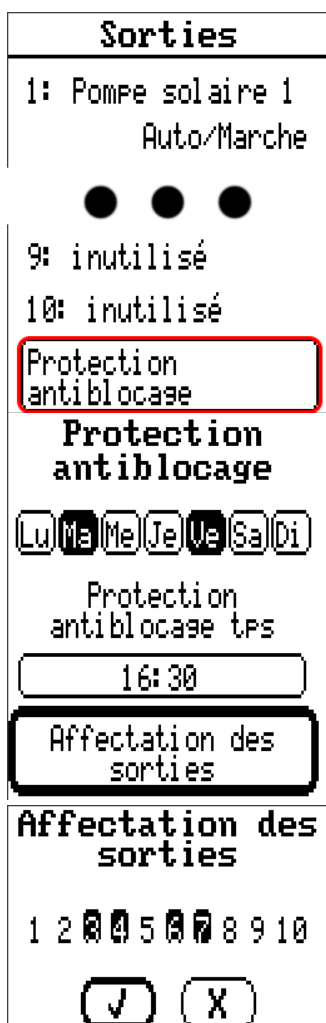 Sorties
1: Pompe solaire 1
Auto/Marche
9: inutilisé
10: inutilisé
Protection
antiblocage
Protection
antiblocage
Lu Ma Me Je Ve Sa Di
Protection
antiblocage tps
16:30
Affectation des
sorties
Affectation des
sorties
1 2 3 4 5 6 7 8 9 10
√ X